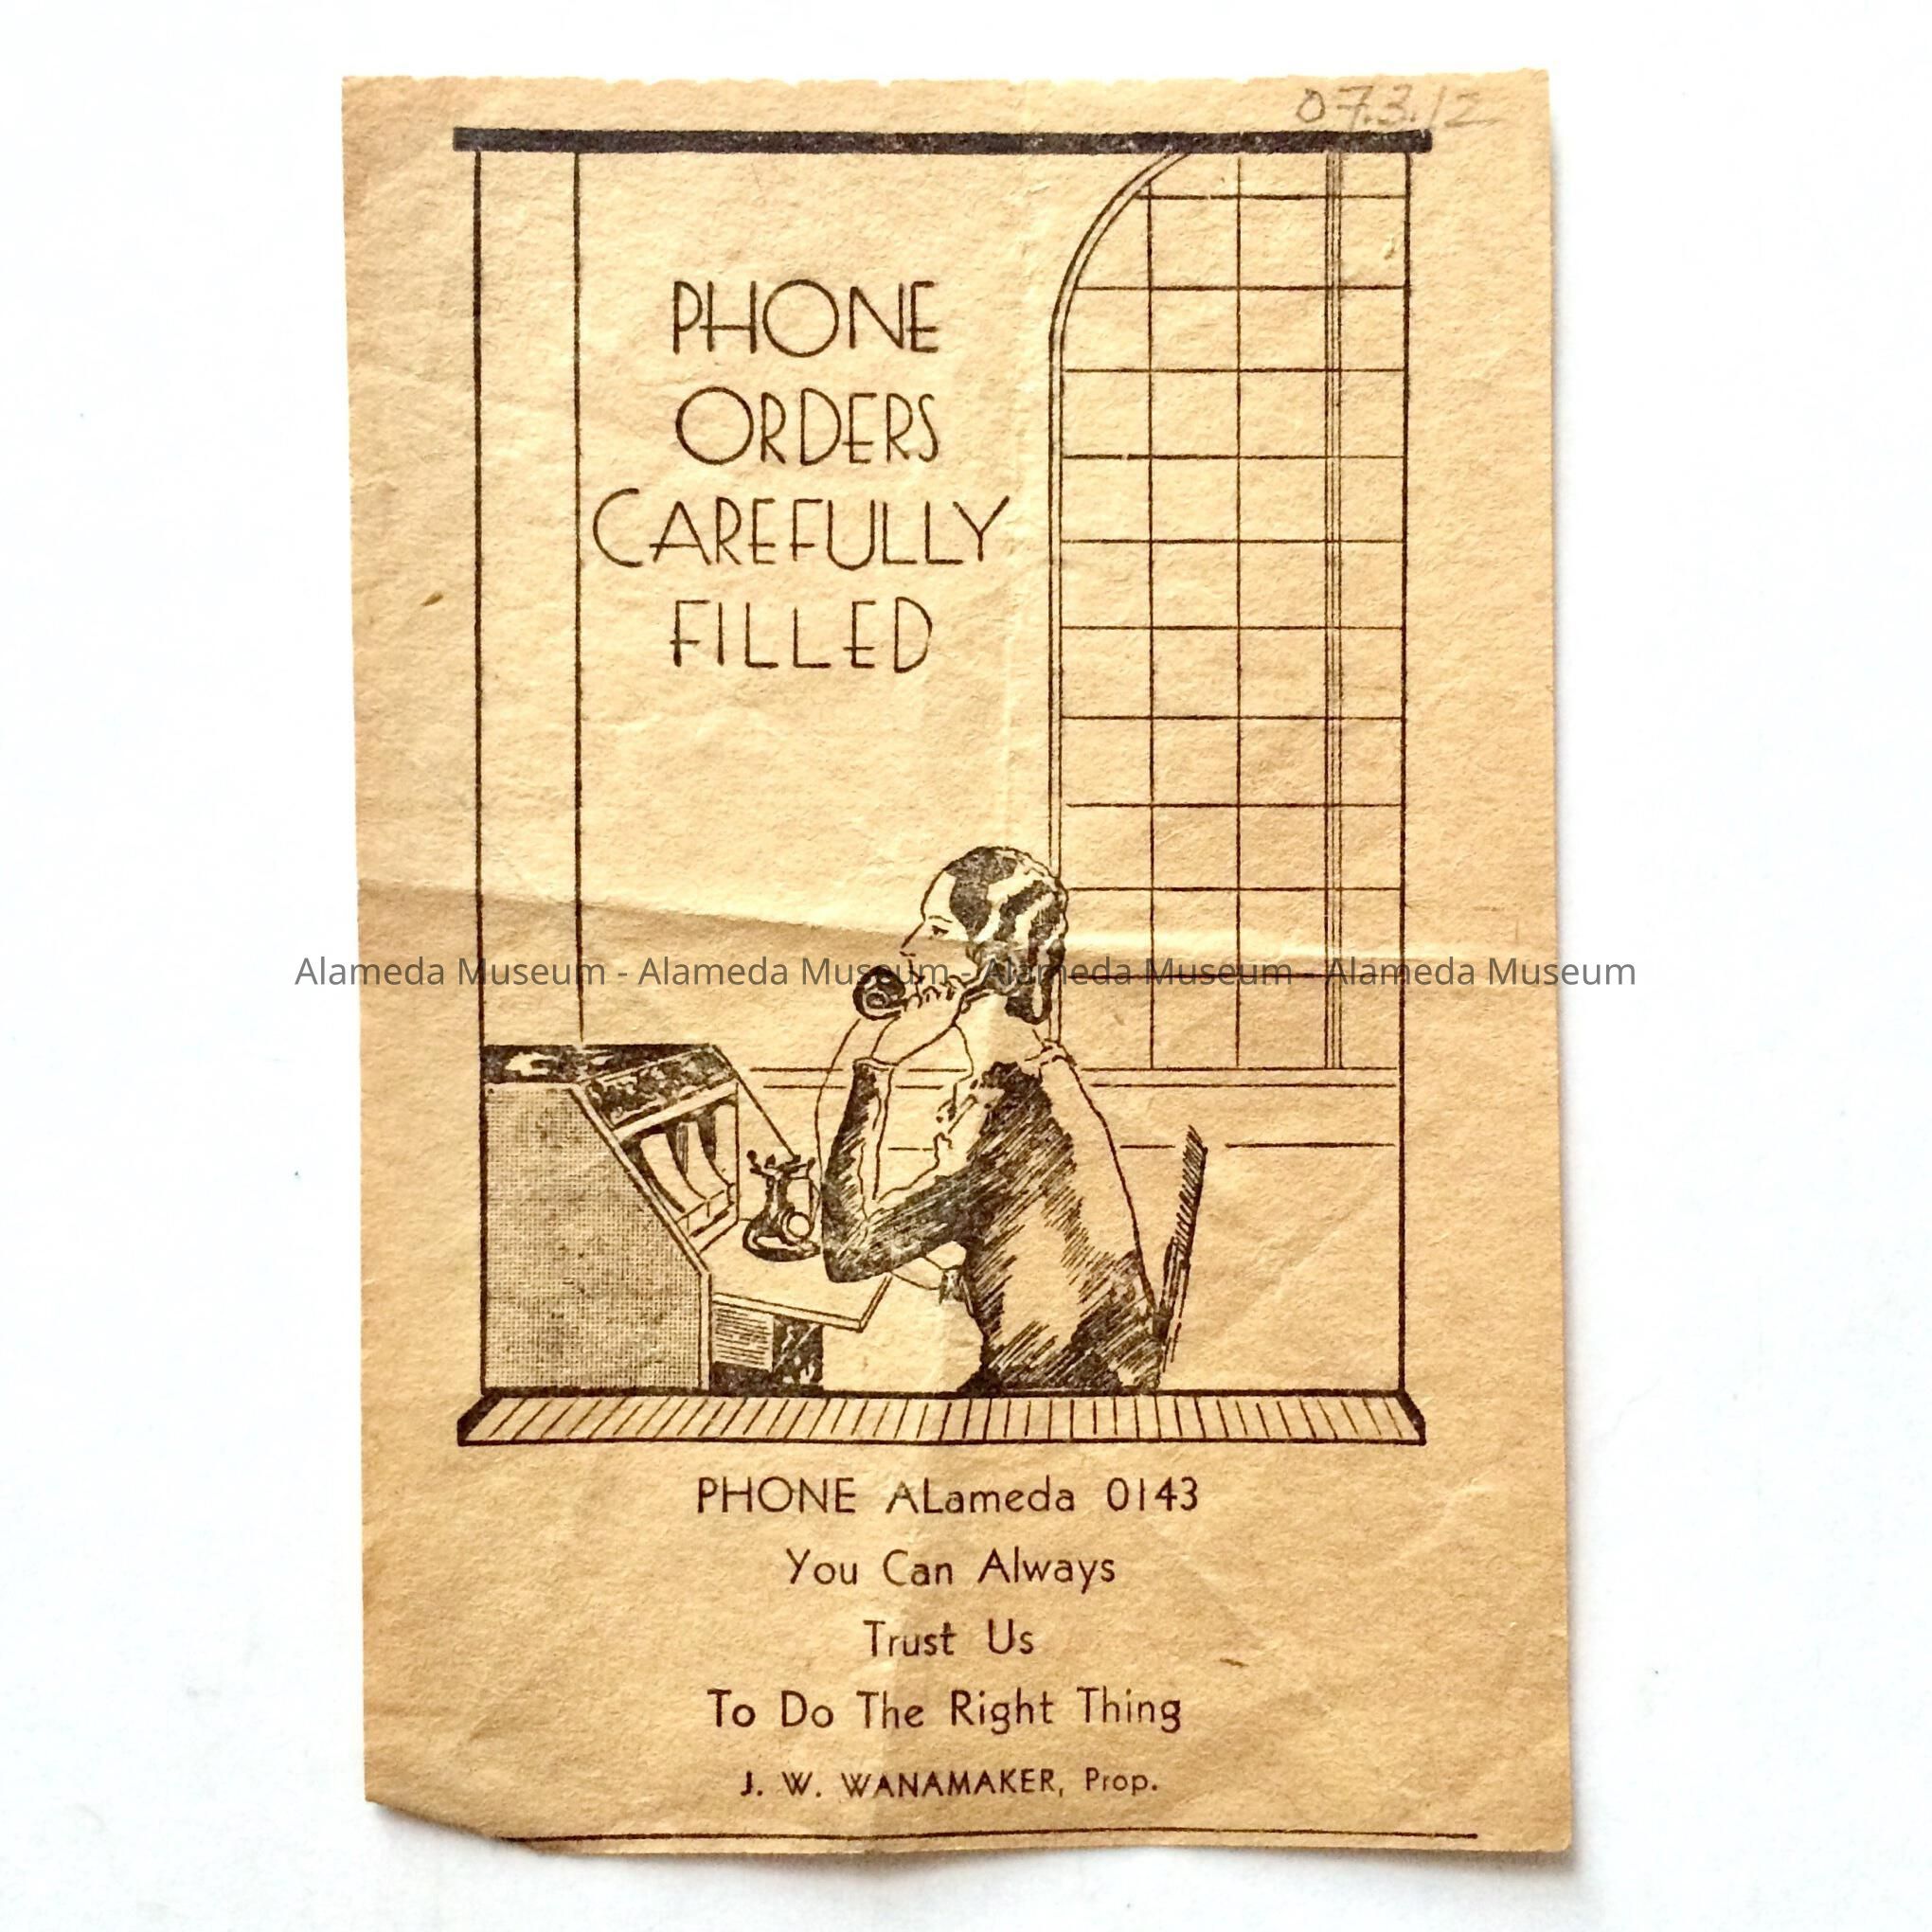 07.3.12
PHONE
ORDERS
CAREFULLY
FILLED
Alameda Museum - Alameda Museum - Alameda Museum - Alameda Museum
PHONE ALameda 0143
You Can Always
Trust Us
To Do The Right Thing
J. W. WANAMAKER, Prop.